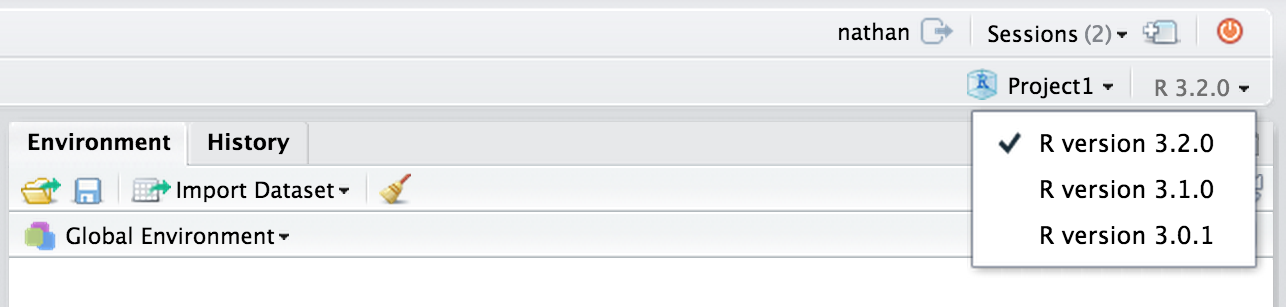 nathan Sessions (2)
R Project1 R 3.2.0
Environment History
R version 3.2.0
Import Dataset
R version 3.1.0
Global Environment
R version 3.0.1